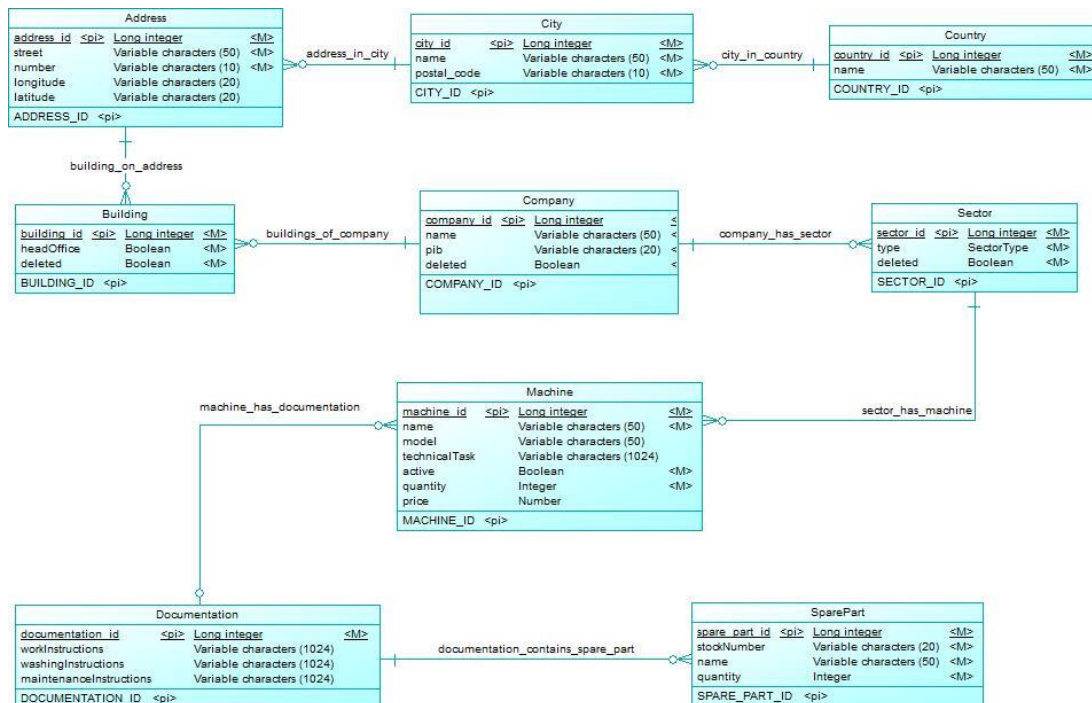 Address
address_id <pi> Long integer <M>
street Variable characters (50) <M>
number Variable characters (10) <M>
longitude Variable characters (20)
latitude Variable characters (20)
ADDRESS_ID <pi>
address_in_city
City
city_id <pi> Long integer <M>
name Variable characters (50) <M>
postal_code Variable characters (10) <M>
CITY_ID <pi>
city_in_country
Country
country_id <pi> Long integer <M>
name Variable characters (50) <M>
COUNTRY_ID <pi>
building_on_address
Building
building_id <pi> Long integer <M>
headOffice Boolean <M>
deleted Boolean <M>
BUILDING_ID <pi>
buildings_of_company
Company
company_id <pi> Long integer <
name Variable characters (50) <
pib Variable characters (20) <
deleted Boolean <
COMPANY_ID <pi>
company_has_sector
Sector
sector_id <pi> Long integer <M>
type SectorType <M>
deleted Boolean <M>
SECTOR_ID <pi>
machine_has_documentation
Machine
machine_id <pi> Long integer <M>
name Variable characters (50) <M>
model Variable characters (50)
technicalTask Variable characters (1024)
active Boolean <M>
quantity Integer <M>
price Number
MACHINE_ID <pi>
sector_has_machine
Documentation
documentation_id <pi> Long integer <M>
workInstructions Variable characters (1024)
washingInstructions Variable characters (1024)
maintenanceInstructions Variable characters (1024)
DOCUMENTATION_ID <pi>
documentation_contains_spare_part
SparePart
spare_part_id <pi> Long integer <M>
stockNumber Variable characters (20) <M>
name Variable characters (50) <M>
quantity Integer <M>
SPARE_PART_ID <pi>